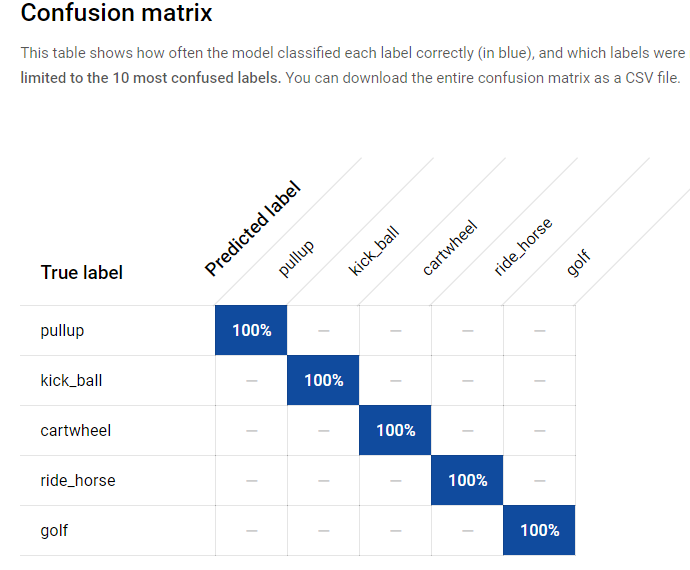 Confusion matrix
This table shows how often the model classified each label correctly (in blue), and which labels were
limited to the 10 most confused labels. You can download the entire confusion matrix as a CSV file.
True label Predicted label pullup kick_ball cartwheel ride_horse golf
pullup 100% — — — —
kick_ball — 100% — — —
cartwheel — — 100% — —
ride_horse — — — 100% —
golf — — — — 100%